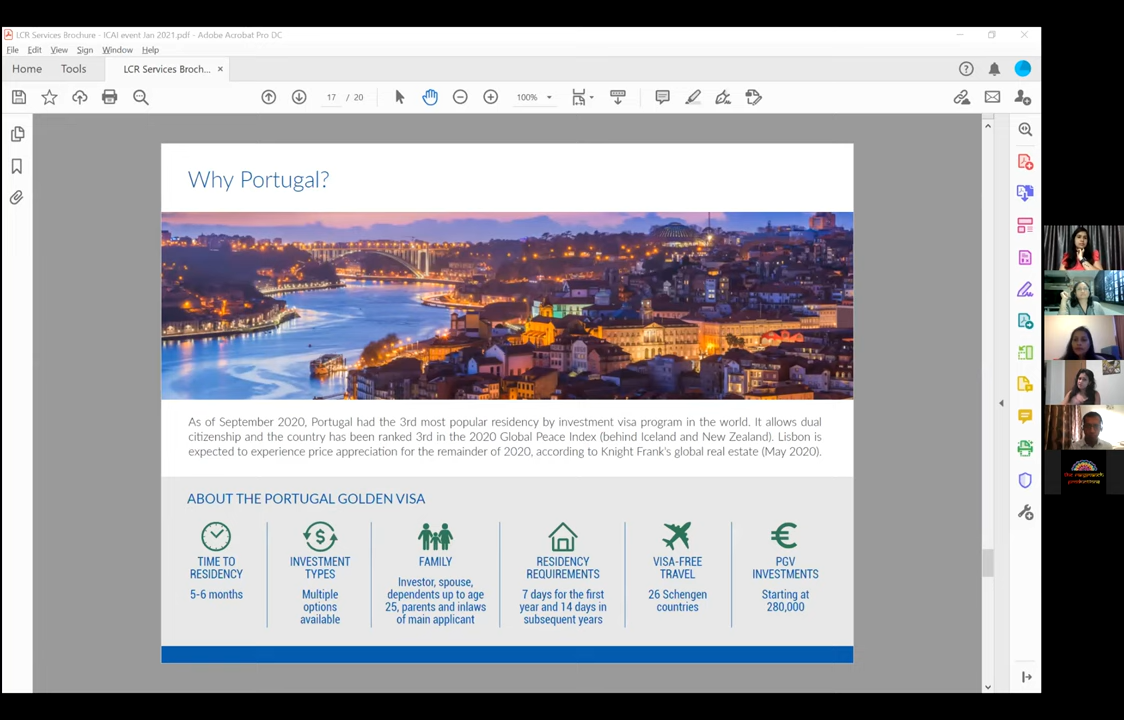 LCR Services Brochure - ICAI event Jan 2021.pdf - Adobe Acrobat Pro DC
File Edit View Sign Window Help
Home Tools LCR Services Broch... ×
17 / 20 100%
Why Portugal?
As of September 2020, Portugal had the 3rd most popular residency by investment visa program in the world. It allows dual
citizenship and the country has been ranked 3rd in the 2020 Global Peace Index (behind Iceland and New Zealand). Lisbon is
expected to experience price appreciation for the remainder of 2020, according to Knight Frank's global real estate (May 2020).
ABOUT THE PORTUGAL GOLDEN VISA
TIME TO
RESIDENCY
5-6 months
INVESTMENT
TYPES
Multiple
options
available
FAMILY
Investor, spouse,
dependents up to age
25, parents and inlaws
of main applicant
RESIDENCY
REQUIREMENTS
7 days for the first
year and 14 days in
subsequent years
VISA-FREE
TRAVEL
26 Schengen
countries
PGV
INVESTMENTS
Starting at
280,000